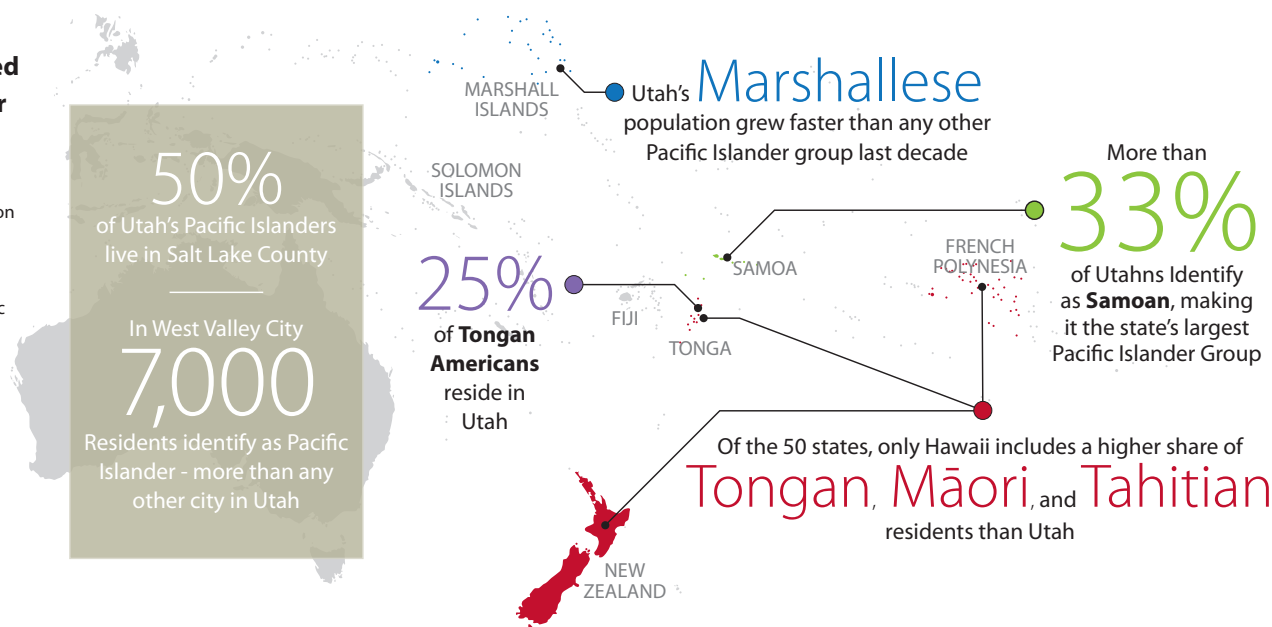 ed
r
on
c
50%
of Utah's Pacific Islanders
live in Salt Lake County
In West Valley City
7,000
Residents identify as Pacific
Islander - more than any
other city in Utah
MARSHALL
ISLANDS
Utah's Marshallese
population grew faster than any other
Pacific Islander group last decade
SOLOMON
ISLANDS
25%
of Tongan
Americans
reside in
Utah
FIJI
TONGA
SAMOA
FRENCH
POLYNESIA
More than
33%
of Utahns Identify
as Samoan, making
it the state's largest
Pacific Islander Group
Of the 50 states, only Hawaii includes a higher share of
Tongan, Māori, and Tahitian
residents than Utah
NEW
ZEALAND